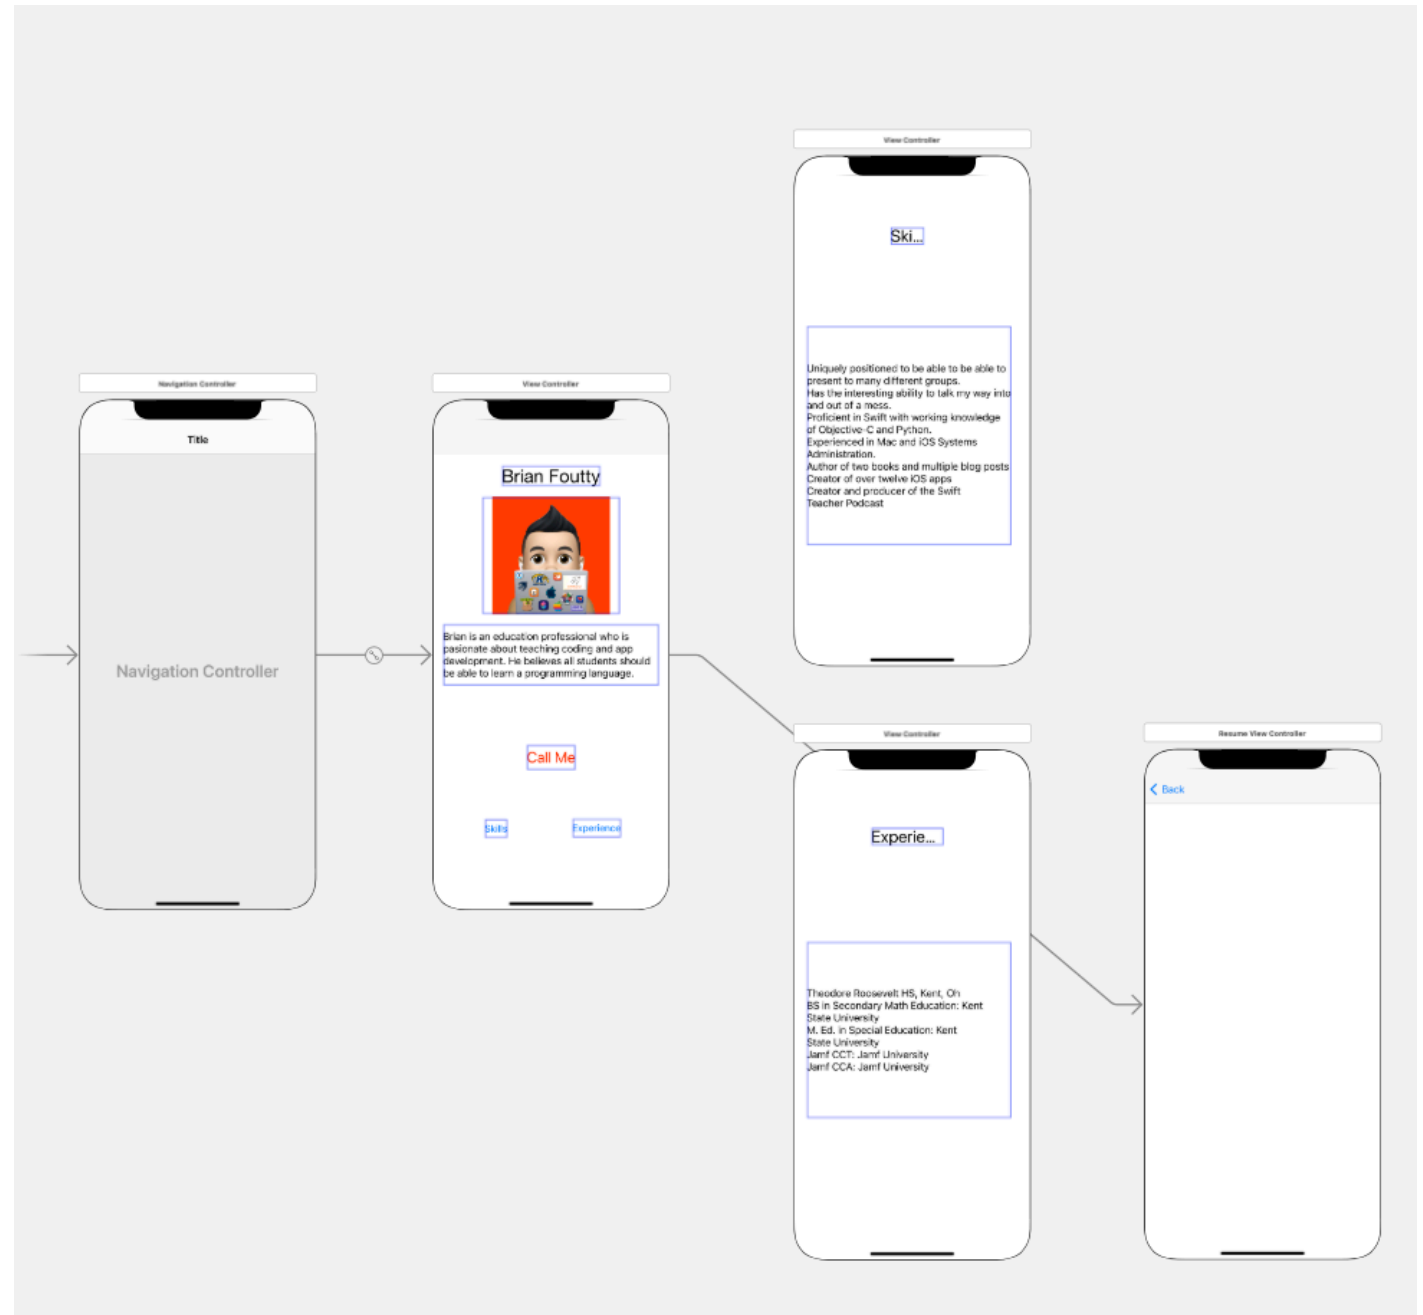 Navigation Controller
Title
Navigation Controller
View Controller
Brian Foutty
Brian is an education professional who is
pasionate about teaching coding and app
development. He believes all students should
be able to learn a programming language.
Call Me
Skills
Experience
View Controller
Ski...
Uniquely positioned to be able to be able to
present to many different groups.
Has the interesting ability to talk my way into
and out of a mess.
Proficient in Swift with working knowledge
of Objective-C and Python.
Experienced in Mac and iOS Systems
Administration.
Author of two books and multiple blog posts
Creator of over twelve iOS apps
Creator and producer of the Swift
Teacher Podcast
View Controller
Experie...
Theodore Roosevelt HS, Kent, Oh
BS in Secondary Math Education: Kent
State University
M. Ed. in Special Education: Kent
State University
Jamf CCT: Jamf University
Jamf CCA: Jamf University
Resume View Controller
Back